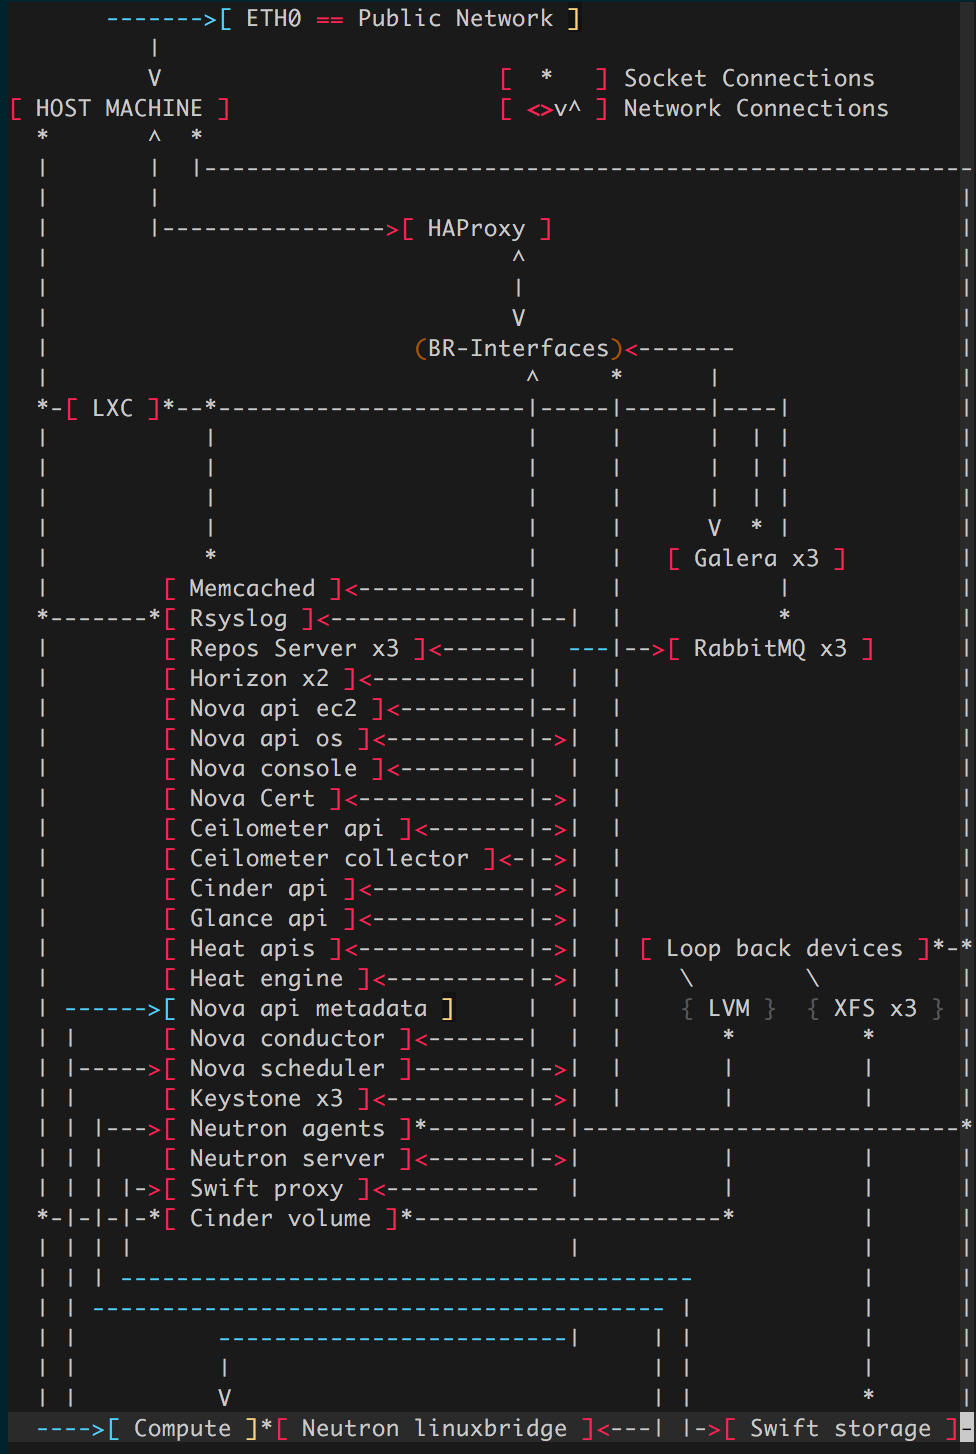 ------->[ ETH0 == Public Network ]
|
V [ * ] Socket Connections
[ HOST MACHINE ] [ <>v^ ] Network Connections
* ^ *
| | |-------------------------------------------------------
| | |
| |---------------->[ HAProxy ] |
| ^ |
| | |
| V |
| (BR-Interfaces)<------- |
| ^ * | |
*-[ LXC ]*--*----------------------|-----|------|----| |
| | | | | | | |
| | | | | | | |
| | | | | | | |
| | | | V * | |
| * | | [ Galera x3 ] |
| [ Memcached ]<------------| | | |
*-------*[ Rsyslog ]<--------------|--| | * |
| [ Repos Server x3 ]<------| ---|-->[ RabbitMQ x3 ] |
| [ Horizon x2 ]<-----------| | | |
| [ Nova api ec2 ]<---------|--| | |
| [ Nova api os ]<----------|->| | |
| [ Nova console ]<---------| | | |
| [ Nova Cert ]<------------|->| | |
| [ Ceilometer api ]<-------|->| | |
| [ Ceilometer collector ]<-|->| | |
| [ Cinder api ]<-----------|->| | |
| [ Glance api ]<-----------|->| | |
| [ Heat apis ]<------------|->| | [ Loop back devices ]*-*
| [ Heat engine ]<----------|->| | \ \ |
| ------>[ Nova api metadata ] | | | { LVM } { XFS x3 } |
| | [ Nova conductor ]<-------| | | * * |
| |----->[ Nova scheduler ]--------|->| | | | |
| | [ Keystone x3 ]<----------|->| | | | |
| | |--->[ Neutron agents ]*-------|--|---------------------------*
| | | [ Neutron server ]<-------|->| | | |
| | | |->[ Swift proxy ]<----------- | | | |
*-|-|-|-*[ Cinder volume ]*----------------------* | |
| | | | | | |
| | | ----------------------------------------- | |
| | ----------------------------------------- | | |
| | -------------------------| | | | |
| | | | | | |
| | V | | * |
---->[ Compute ]*[ Neutron linuxbridge ]<---| |->[ Swift storage ]-